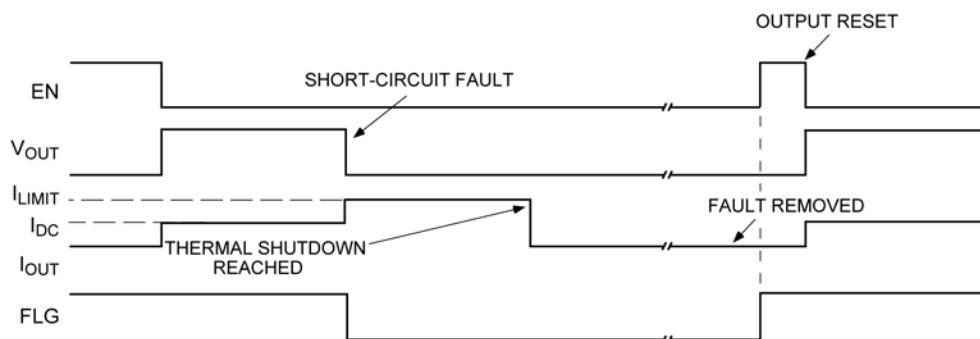 OUTPUT RESET
EN
SHORT-CIRCUIT FAULT
VOUT
ILIMIT
IDC
FAULT REMOVED
THERMAL SHUTDOWN
REACHED
IOUT
FLG